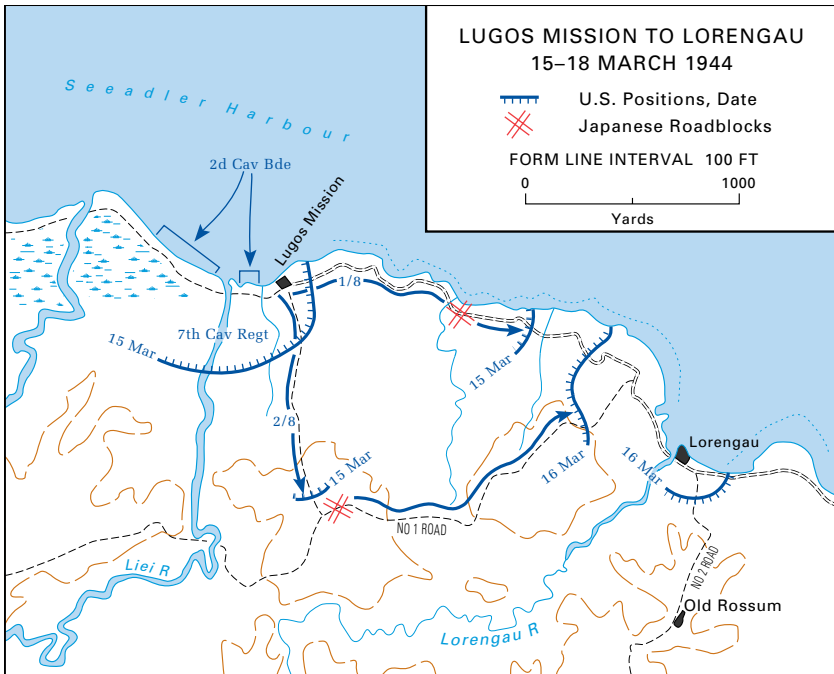 LUGOS MISSION TO LORENGAU
15–18 MARCH 1944
U.S. Positions, Date
Japanese Roadblocks
FORM LINE INTERVAL 100 FT
0 1000
Yards
Seeadler Harbour
2d Cav Bde
Lugos Mission
1/8
7th Cav Regt
15 Mar
15 Mar
2/8
15 Mar
16 Mar
16 Mar
Lorengau
NO 1 ROAD
NO 2 ROAD
Liei R
Lorengau R
Old Rossum